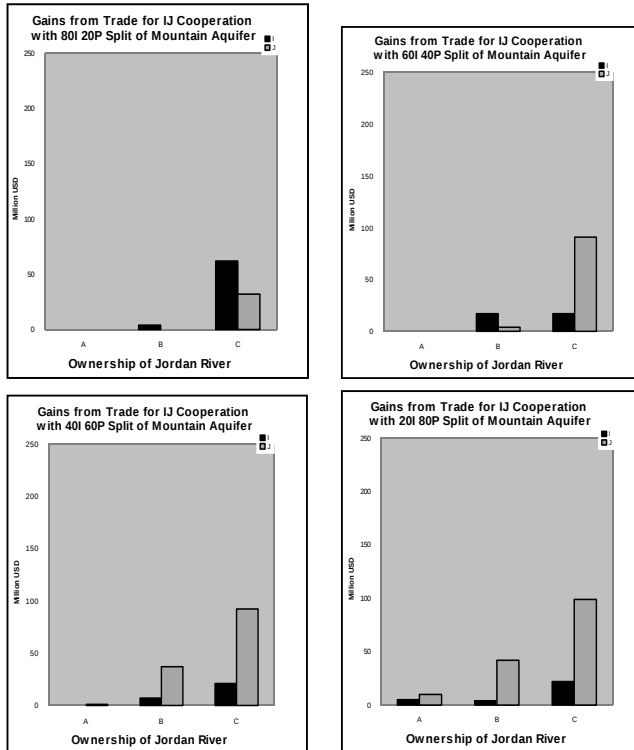 Gains from Trade for IJ Cooperation
with 80I 20P Split of Mountain Aquifer
I
J
250
200
150
100
50
0
Million USD
A B C
Ownership of Jordan River
Gains from Trade for IJ Cooperation
with 60I 40P Split of Mountain Aquifer
I
J
250
200
150
100
50
0
Million USD
A B C
Ownership of Jordan River
Gains from Trade for IJ Cooperation
with 40I 60P Split of Mountain Aquifer
I
J
250
200
150
100
50
0
Million USD
A B C
Ownership of Jordan River
Gains from Trade for IJ Cooperation
with 20I 80P Split of Mountain Aquifer
I
J
250
200
150
100
50
0
Million USD
A B C
Ownership of Jordan River